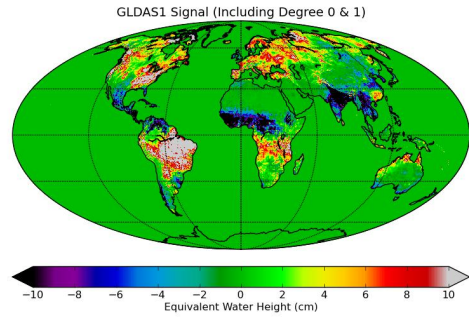 GLDAS1 Signal (Including Degree 0 & 1)
−10 −8 −6 −4 −2 0 2 4 6 8 10
Equivalent Water Height (cm)